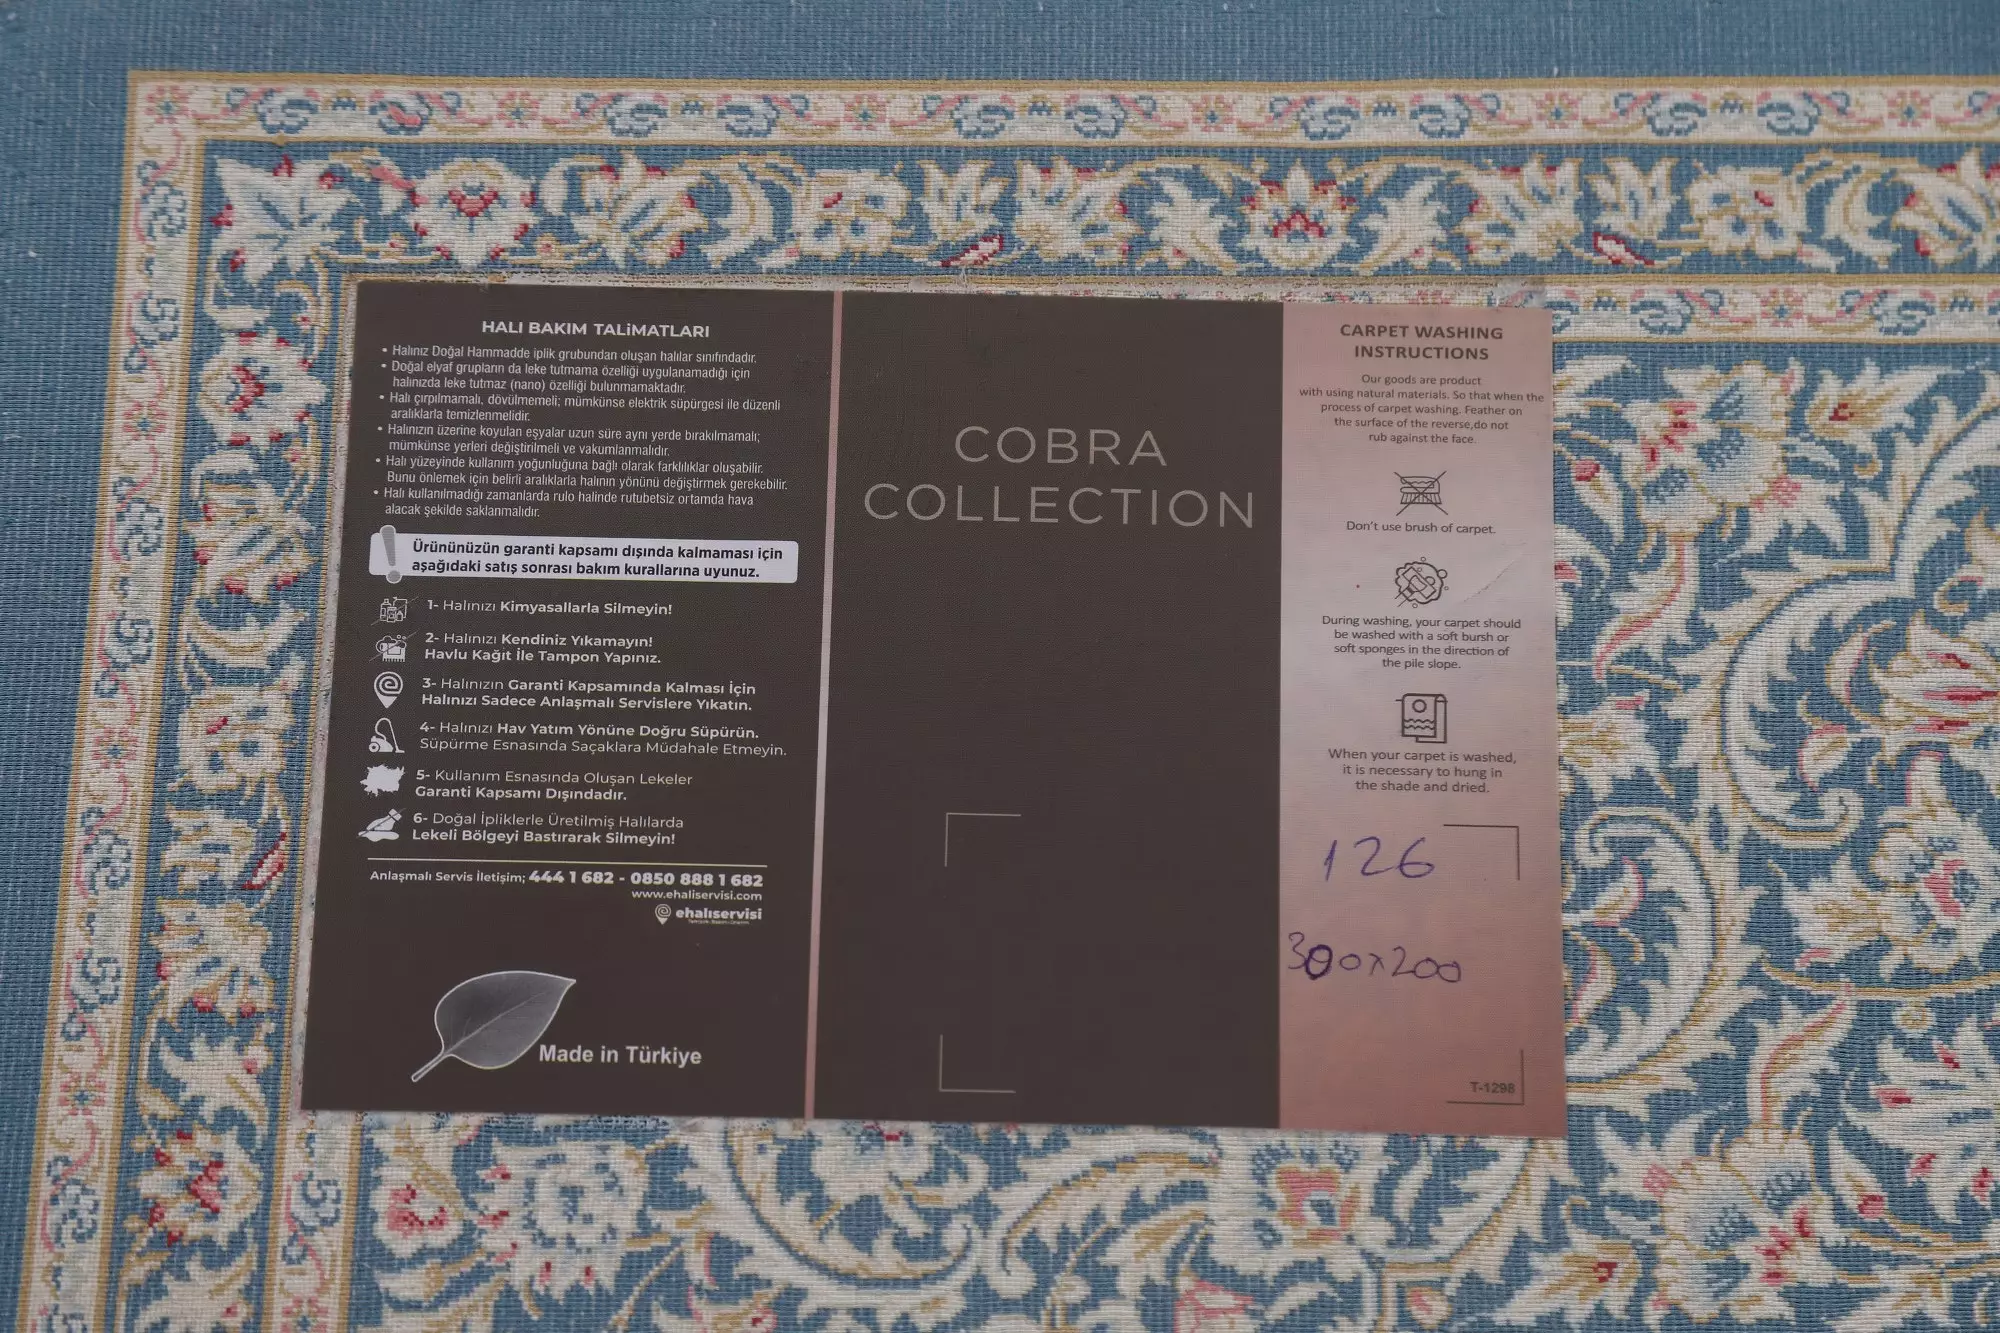 HALI BAKIM TALiMATLARI
• Halınız Doğal Hammadde iplik grubundan oluşan halılar sınıfındadır.
• Doğal elyaf grupların da leke tutmama özelliği uygulanamadığı için
halınızda leke tutmaz (nano) özelliği bulunmamaktadır.
• Halı çırpılmamalı, dövülmemeli; mümkünse elektrik süpürgesi ile düzenli
aralıklarla temizlenmelidir.
• Halınızın üzerine koyulan eşyalar uzun süre aynı yerde bırakılmamalı;
mümkünse yerleri değiştirilmeli ve vakumlanmalıdır.
• Halı yüzeyinde kullanım yoğunluğuna bağlı olarak farklılıklar oluşabilir.
Bunu önlemek için belirli aralıklarla halının yönünü değiştirmek gerekebilir.
• Halı kullanılmadığı zamanlarda rulo halinde rutubetsiz ortamda hava
alacak şekilde saklanmalıdır.
Ürününüzün garanti kapsamı dışında kalmaması için
aşağıdaki satış sonrası bakım kurallarına uyunuz.
1- Halınızı Kimyasallarla Silmeyin!
2- Halınızı Kendiniz Yıkamayın!
Havlu Kağıt İle Tampon Yapınız.
3- Halınızın Garanti Kapsamında Kalması İçin
Halınızı Sadece Anlaşmalı Servislere Yıkatın.
4- Halınızı Hav Yatım Yönüne Doğru Süpürün.
Süpürme Esnasında Saçaklara Müdahale Etmeyin.
5- Kullanım Esnasında Oluşan Lekeler
Garanti Kapsamı Dışındadır.
6- Doğal İpliklerle Üretilmiş Halılarda
Lekeli Bölgeyi Bastırarak Silmeyin!
Anlaşmalı Servis İletişim; 444 1 682 - 0850 888 1 682
www.ehaliservisi.com
ehalıservisi
Made in Türkiye
COBRA
COLLECTION
CARPET WASHING
INSTRUCTIONS
Our goods are product
with using natural materials. So that when the
process of carpet washing. Feather on
the surface of the reverse,do not
rub against the face.
Don't use brush of carpet.
During washing, your carpet should
be washed with a soft bursh or
soft sponges in the direction of
the pile slope.
When your carpet is washed,
it is necessary to hung in
the shade and dried.
126
300x200
T-1298